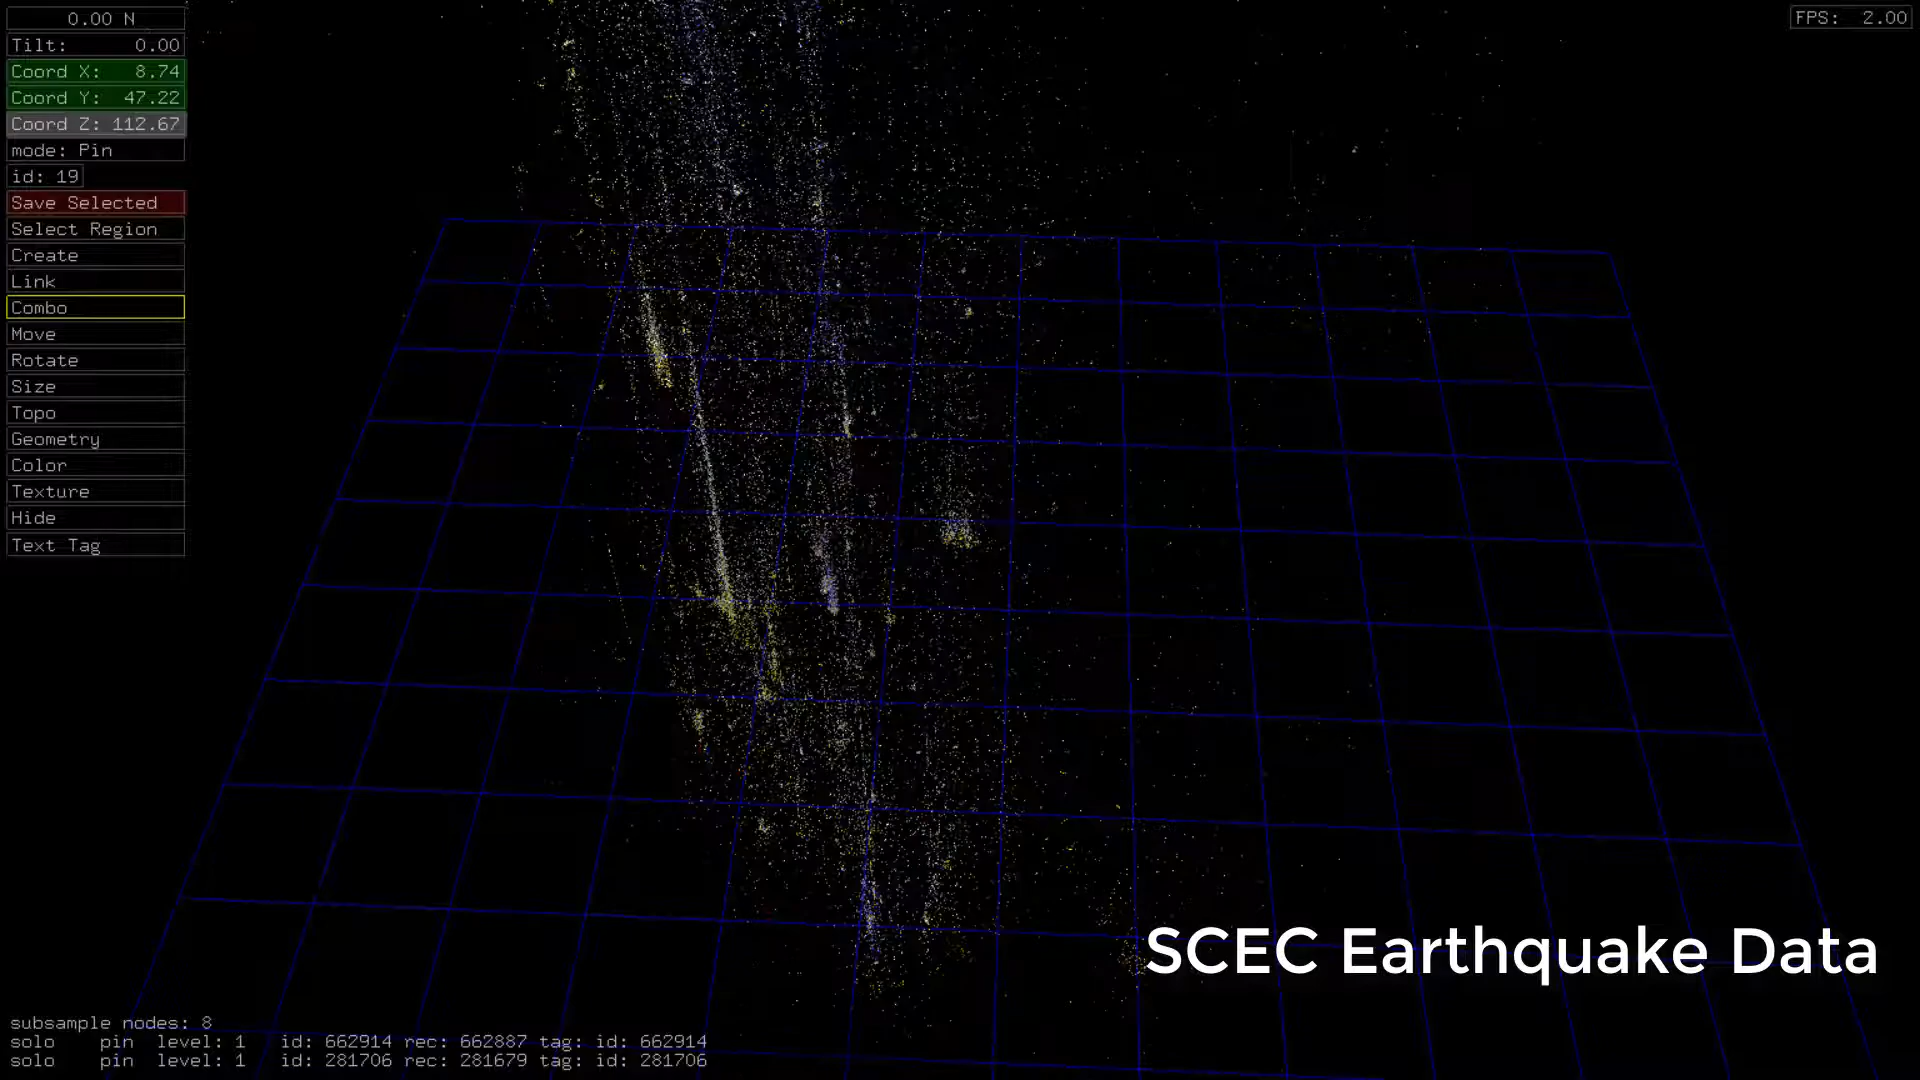 0.00 N
FPS: 2.00
Tilt: 0.00
Coord X: 8.74
Coord Y: 47.22
Coord Z: 112.67
mode: Pin
id: 19
Save Selected
Select Region
Create
Link
Combo
Move
Rotate
Size
Topo
Geometry
Color
Texture
Hide
Text Tag
SCEC Earthquake Data
subsample nodes: 8
solo pin level: 1 id: 662914 rec: 662887 tag: id: 662914
solo pin level: 1 id: 281706 rec: 281679 tag: id: 281706